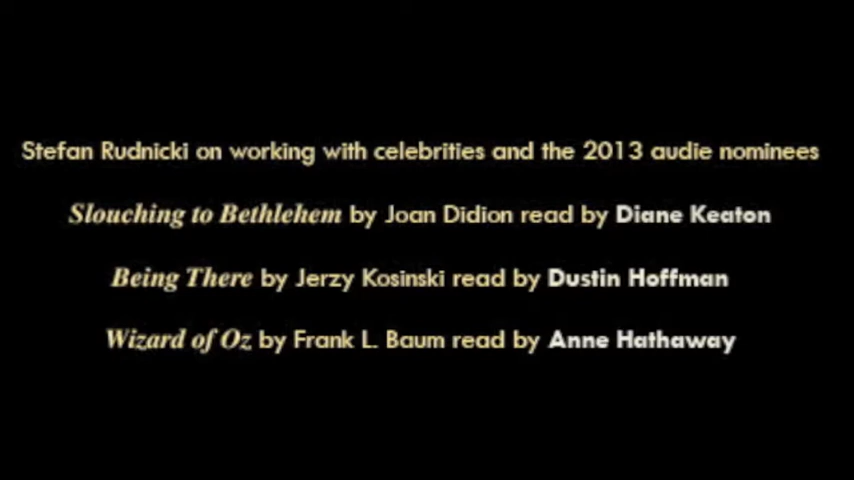 Stefan Rudnicki on working with celebrities and the 2013 audie nominees
Slouching to Bethlehem by Joan Didion read by Diane Keaton
Being There by Jerzy Kosinski read by Dustin Hoffman
Wizard of Oz by Frank L. Baum read by Anne Hathaway